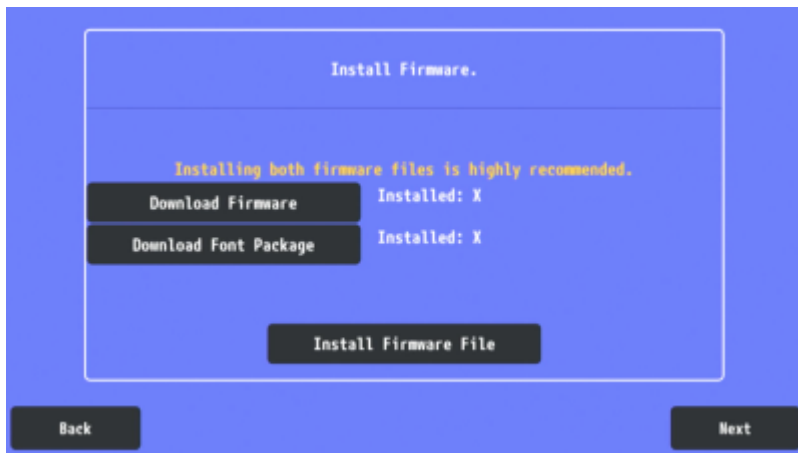 Install Firmware.
Installing both firmware files is highly recommended.
Download Firmware
Installed: X
Download Font Package
Installed: X
Install Firmware File
Back
Next